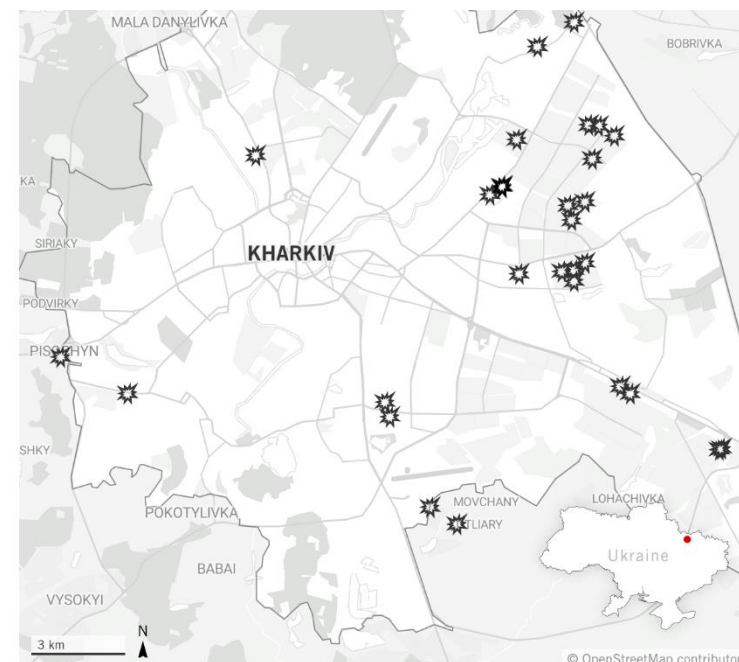 MALA DANYLIVKA
BOBRIVKA
KA
SIRIAKY
KHARKIV
PODVIRKY
SHKY
MOVCHANY
LOHACHIVKA
POKOTYLIVKA
Ukraine
BABAI
VYSOKYI
3 km
N
© OpenStreetMap contributor